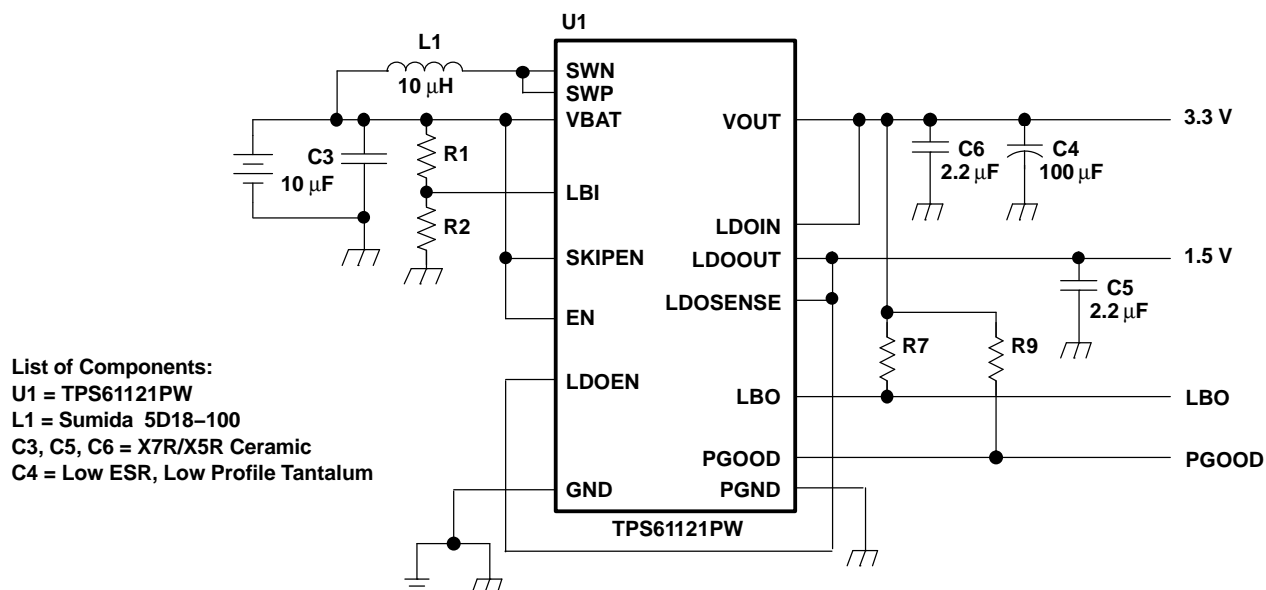 U1
L1
10 μH
SWN
SWP
VBAT
VOUT
3.3 V
C3
10 μF
R1
C6
2.2 μF
C4
100 μF
LBI
R2
LDOIN
SKIPEN
LDOOUT
1.5 V
LDOSENSE
C5
2.2 μF
EN
R7
R9
List of Components:
U1 = TPS61121PW
L1 = Sumida 5D18–100
C3, C5, C6 = X7R/X5R Ceramic
C4 = Low ESR, Low Profile Tantalum
LDOEN
LBO
LBO
PGOOD
PGOOD
GND
PGND
TPS61121PW